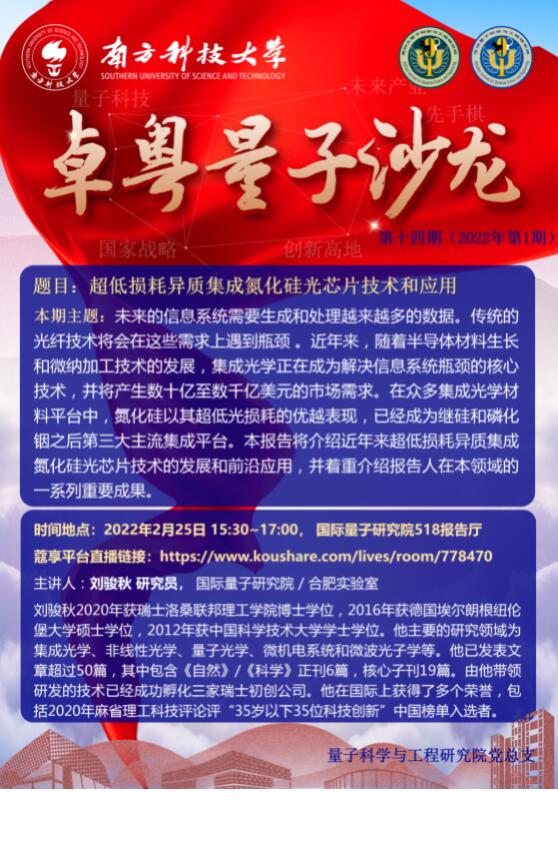 南方科技大学
SOUTHERN UNIVERSITY OF SCIENCE AND TECHNOLOGY
量子科技
未来产业
先手棋
卓粤量子沙龙
国家战略
创新高地
第十四期（2022年第1期）
题目：超低损耗异质集成氮化硅光芯片技术和应用
本期主题：未来的信息系统需要生成和处理越来越多的数据。传统的
光纤技术将会在这些需求上遇到瓶颈 。近年来，随着半导体材料生长
和微纳加工技术的发展，集成光学正在成为解决信息系统瓶颈的核心
技术，并将产生数十亿至数千亿美元的市场需求。在众多集成光学材
料平台中，氮化硅以其超低光损耗的优越表现，已经成为继硅和磷化
铟之后第三大主流集成平台。本报告将介绍近年来超低损耗异质集成
氮化硅光芯片技术的发展和前沿应用，并着重介绍报告人在本领域的
一系列重要成果。
时间地点：2022年2月25日 15:30~17:00， 国际量子研究院518报告厅
蔻享平台直播链接：https://www.koushare.com/lives/room/778470
主讲人：刘骏秋 研究员， 国际量子研究院 / 合肥实验室
刘骏秋2020年获瑞士洛桑联邦理工学院博士学位，2016年获德国埃尔朗根纽伦
堡大学硕士学位，2012年获中国科学技术大学学士学位。他主要的研究领域为
集成光学、非线性光学、量子光学、微机电系统和微波光子学等。他已发表文
章超过50篇，其中包含《自然》/《科学》正刊6篇，核心子刊19篇。由他带领
研发的技术已经成功孵化三家瑞士初创公司。他在国际上获得了多个荣誉，包
括2020年麻省理工科技评论评“35岁以下35位科技创新”中国榜单入选者。
量子科学与工程研究院党总支